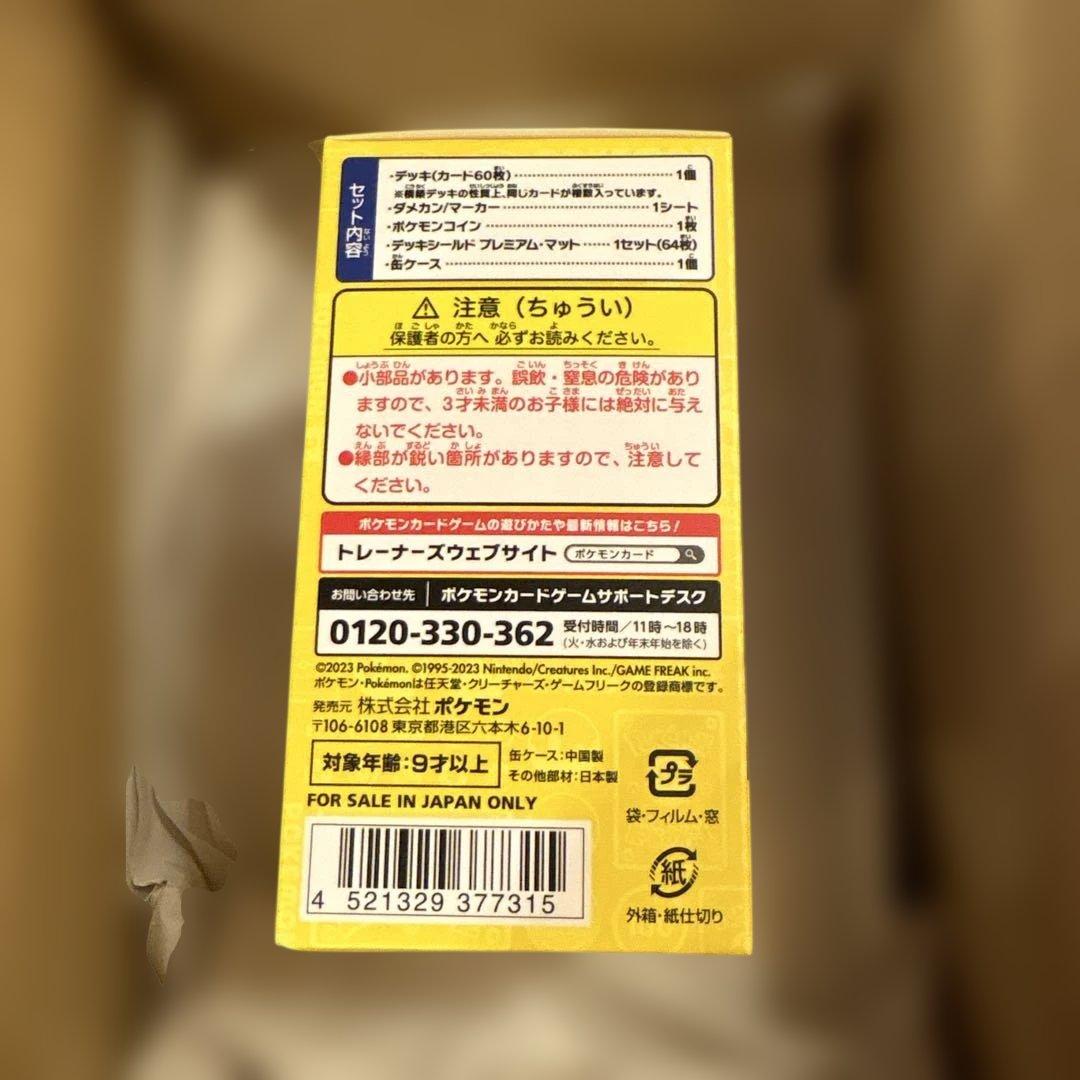 セット内容
・デッキ(カード60枚) 1個
※構築デッキの性質上、同じカードが複数入っています。
・ダメカン/マーカー 1シート
・ポケモンコイン 1枚
・デッキシールド プレミアム・マット 1セット(64枚)
・缶ケース 1個
⚠ 注意（ちゅうい）
保護者の方へ 必ずお読みください。
●小部品があります。誤飲・窒息の危険があり
ますので、3才未満のお子様には絶対に与え
ないでください。
●縁部が鋭い箇所がありますので、注意して
ください。
ポケモンカードゲームの遊びかたや最新情報はこちら!
トレーナーズウェブサイト ポケモンカード
お問い合わせ先 ポケモンカードゲームサポートデスク
0120-330-362 受付時間/11時～18時
(火・水および年末年始を除く)
©2023 Pokémon. ©1995-2023 Nintendo/Creatures Inc./GAME FREAK inc.
ポケモン・Pokémonは任天堂・クリーチャーズ・ゲームフリークの登録商標です。
発売元 株式会社ポケモン
〒106-6108 東京都港区六本木6-10-1
対象年齢:9才以上
缶ケース:中国製
その他部材:日本製
FOR SALE IN JAPAN ONLY
プラ
袋・フィルム・窓
紙
外箱・紙仕切り
4 521329 377315